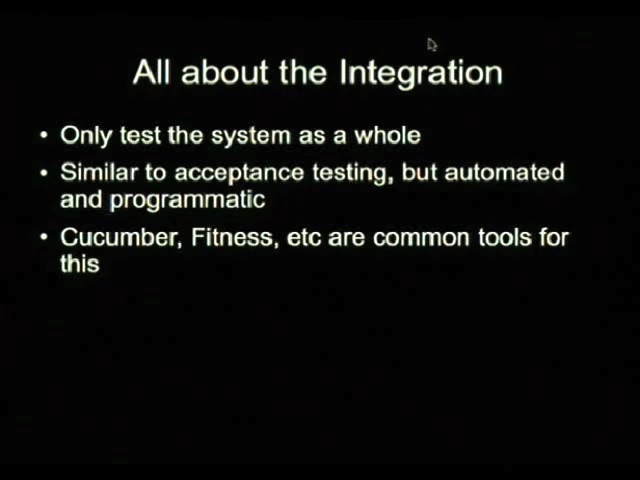 All about the Integration
• Only test the system as a whole
• Similar to acceptance testing, but automated
and programmatic
• Cucumber, Fitness, etc are common tools for
this